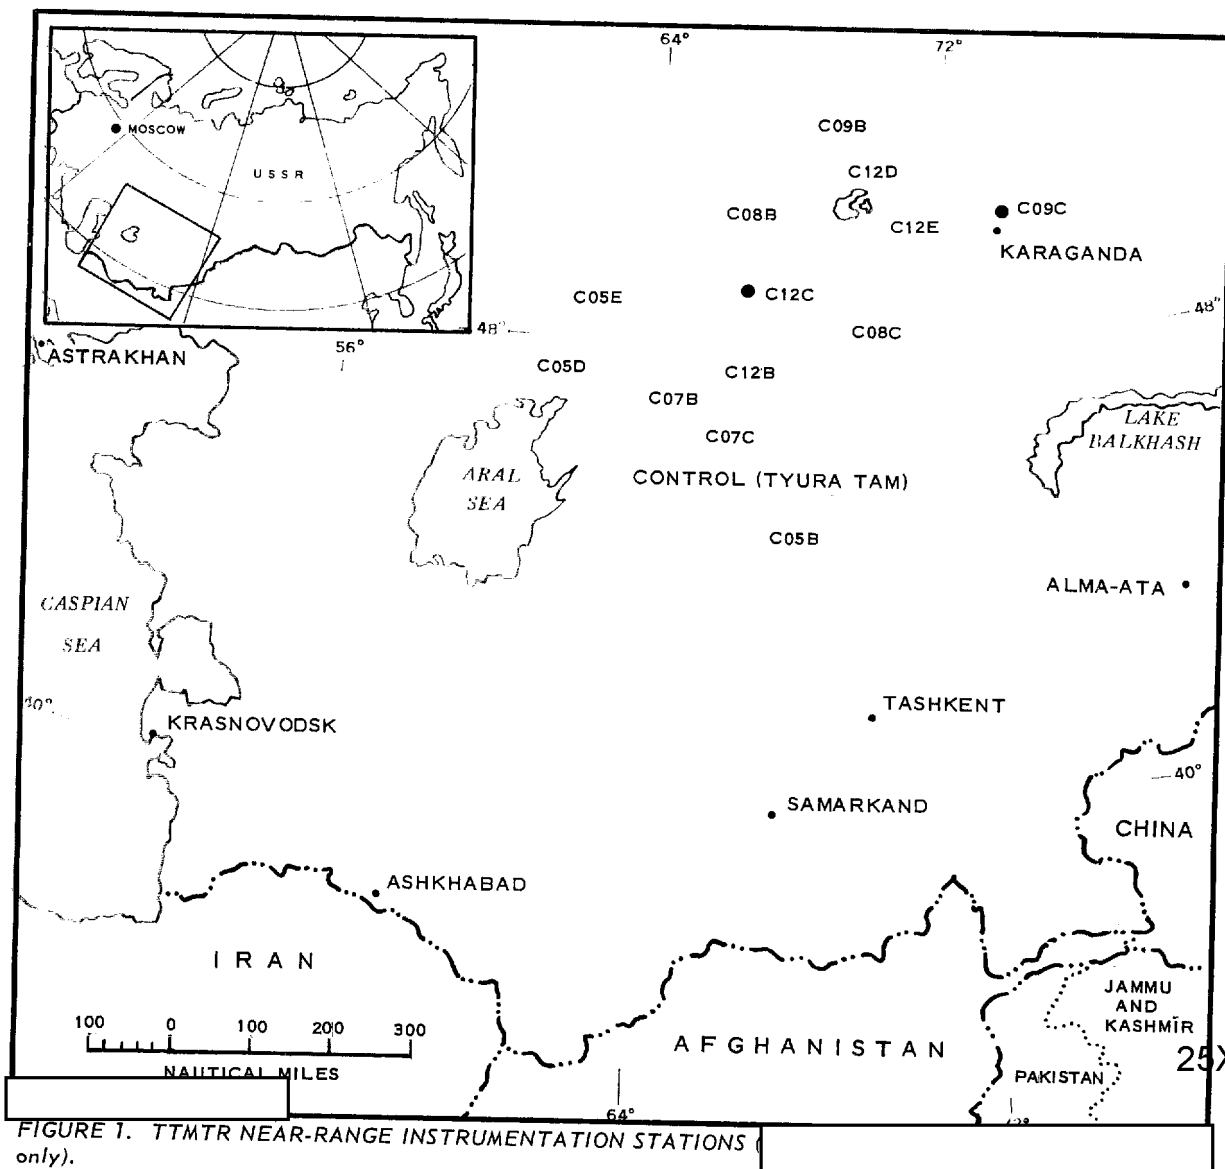 64°
72°
MOSCOW
USSR
C09B
C12D
C08B
C12E
C09C
KARAGANDA
C05E
C12C
48°
48°
C08C
ASTRAKHAN
56°
C05D
C12B
C07B
C07C
LAKE
BALKHASH
ARAL
SEA
CONTROL (TYURA TAM)
C05B
ALMA-ATA
CASPIAN
SEA
40°
KRASNOVODSK
TASHKENT
40°
SAMARKAND
CHINA
ASHKHABAD
IRAN
JAMMU
AND
KASHMĪR
100 0 100 200 300
NAUTICAL MILES
AFGHANISTAN
PAKISTAN
25X
64°
FIGURE 1. TTMTR NEAR-RANGE INSTRUMENTATION STATIONS (
only).